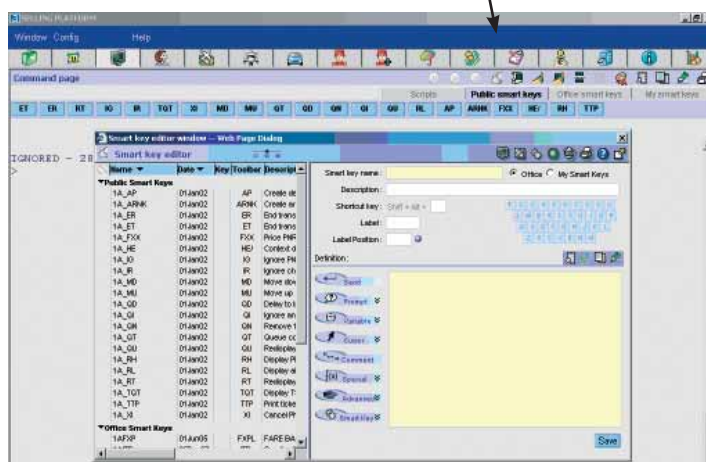 SELLING PLATFORM
Window Config Help
Command page
Scripts Public smart keys Office smart keys My smart keys
ET ER RT IG IR TQT XI MD MU QT QD QN QI QU RL AP ARNK FXX HE/ RH TTP
IGNORED - 28
>
Smart key editor window -- Web Page Dialog
Smart key editor
Name Date Key Toolbar Descript
Public Smart Keys
1A_AP 01Jan02 AP Create
1A_ARNK 01Jan02 ARNK Create
1A_ER 01Jan02 ER End trans
1A_ET 01Jan02 ET End trans
1A_FXX 01Jan02 FXX Price PNR
1A_HE 01Jan02 HE/ Context
1A_IG 01Jan02 IG Ignore PN
1A_IR 01Jan02 IR Ignore
1A_MD 01Jan02 MD Move
1A_MU 01Jan02 MU Move up
1A_QD 01Jan02 QD Delay to
1A_QI 01Jan02 QI Ignore
1A_QN 01Jan02 QN Remove
1A_QT 01Jan02 QT Queue
1A_QU 01Jan02 QU Redisplay
1A_RH 01Jan02 RH Display
1A_RL 01Jan02 RL Display
1A_RT 01Jan02 RT Redisplay
1A_TQT 01Jan02 TQT Display T
1A_TTP 01Jan02 TTP Print
1A_XI 01Jan02 XI Cancel
Office Smart Keys
1AFXP FXPL FARE
Smart key name: Office My Smart Keys
Description:
Shortcut key: Shift + Alt +
Label:
Label Position:
Definition:
Send
Prompt
Variable
Cursor
Comment
Special
Advanced
Smart Keys
Save